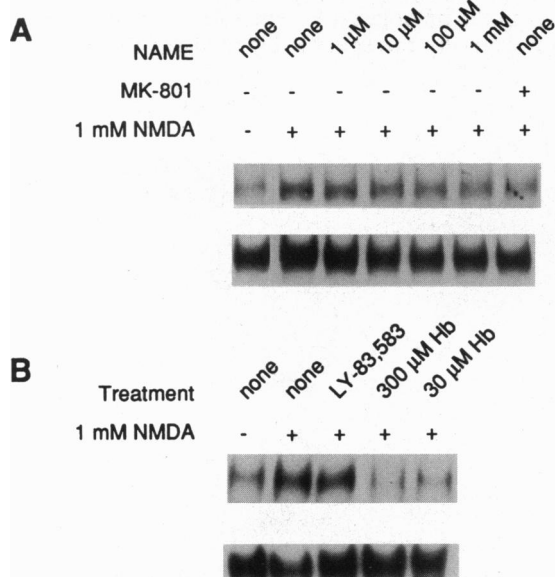 A
NAME none none 1 μM 10 μM 100 μM 1 mM none
MK-801 - - - - - - +
1 mM NMDA - + + + + + +
B
Treatment none none LY-83,583 300 μM Hb 30 μM Hb
1 mM NMDA - + + + +